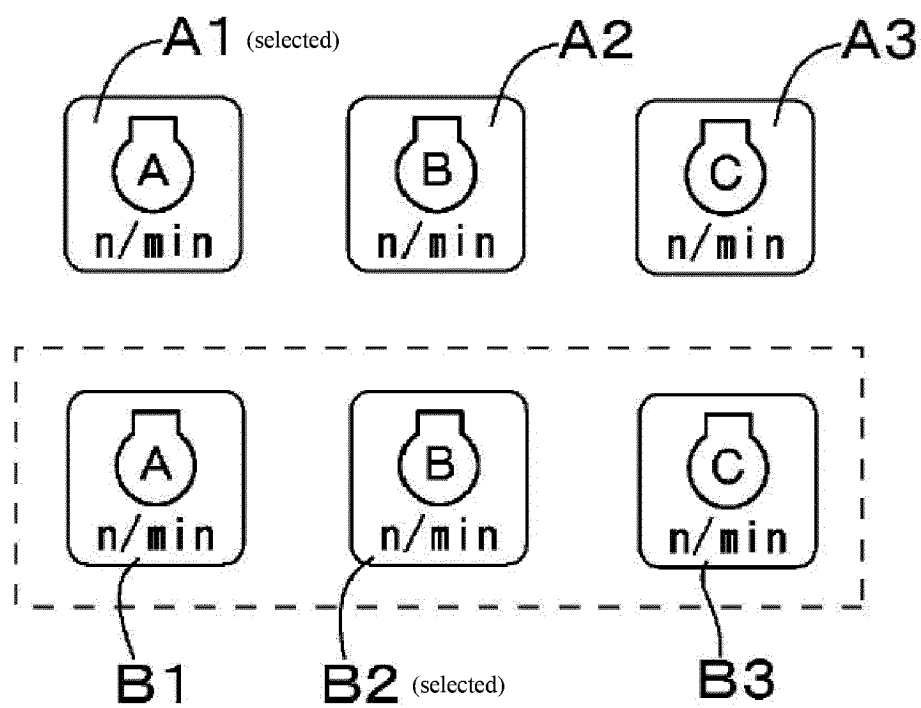 A1 (selected) A2 A3
A B C
n/min n/min n/min
A B C
n/min n/min n/min
B1 B2 (selected) B3